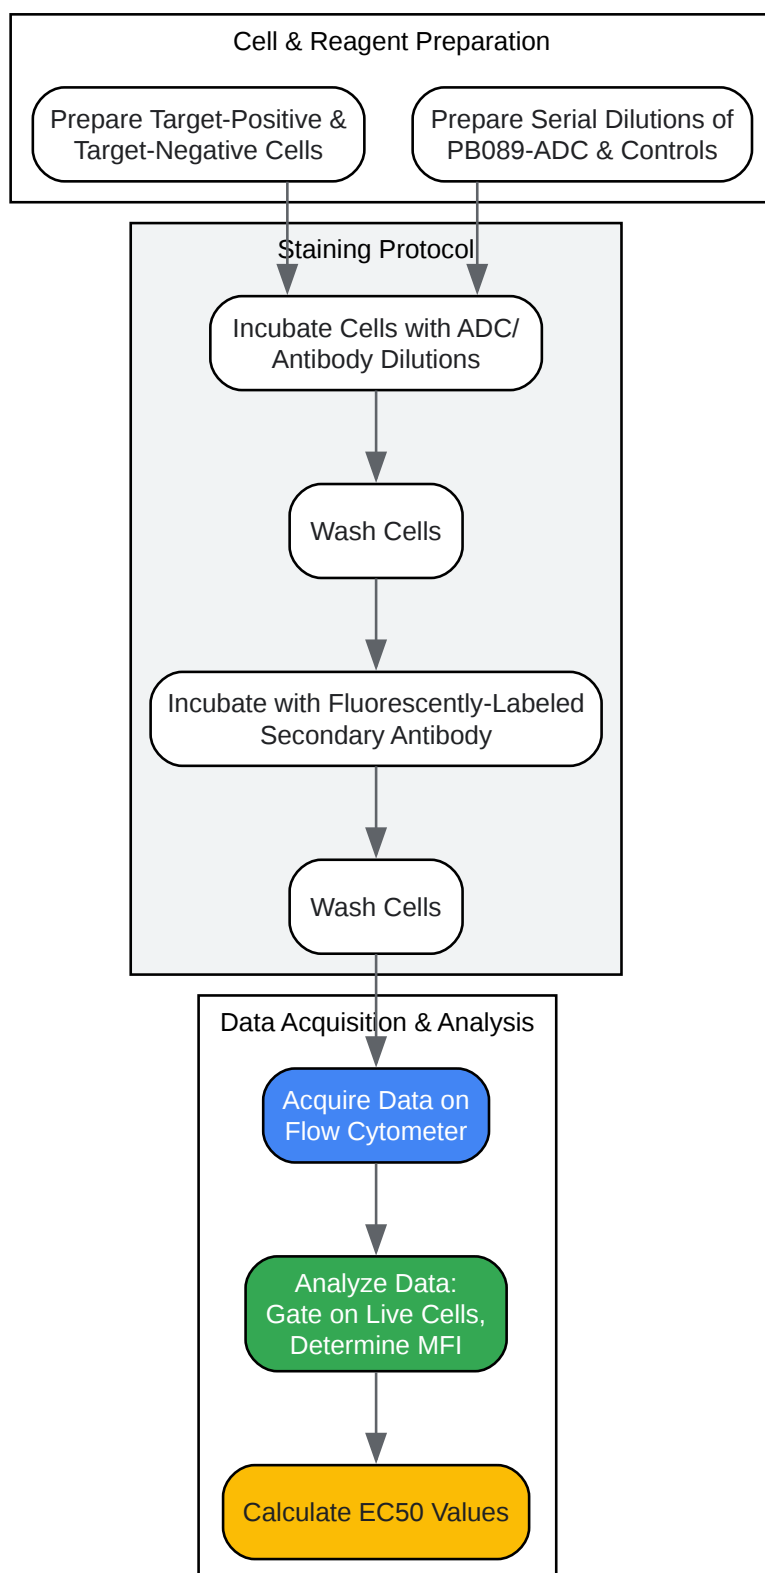 Cell & Reagent Preparation
Prepare Target-Positive &
Target-Negative Cells
Prepare Serial Dilutions of
PB089-ADC & Controls
Staining Protocol
Incubate Cells with ADC/
Antibody Dilutions
Wash Cells
Incubate with Fluorescently-Labeled
Secondary Antibody
Wash Cells
Data Acquisition & Analysis
Acquire Data on
Flow Cytometer
Analyze Data:
Gate on Live Cells,
Determine MFI
Calculate EC50 Values